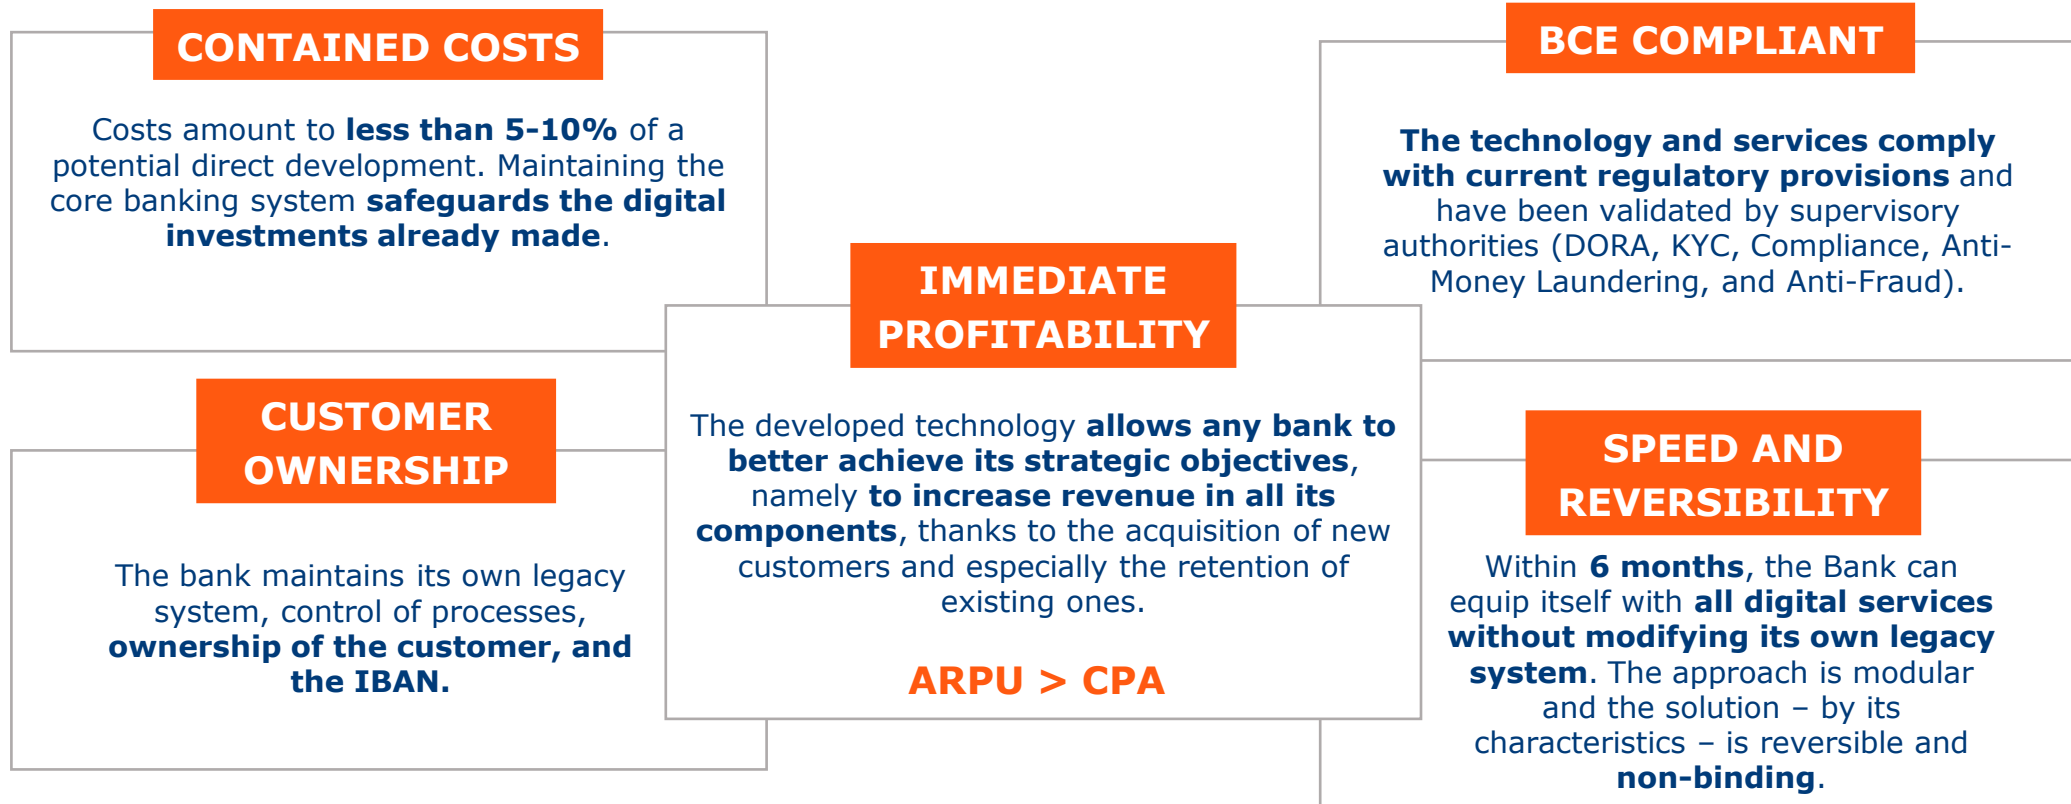 CONTAINED COSTS
Costs amount to less than 5-10% of a
potential direct development. Maintaining the
core banking system safeguards the digital
investments already made.
BCE COMPLIANT
The technology and services comply
with current regulatory provisions and
have been validated by supervisory
authorities (DORA, KYC, Compliance, Anti-
Money Laundering, and Anti-Fraud).
IMMEDIATE
PROFITABILITY
The developed technology allows any bank to
better achieve its strategic objectives,
namely to increase revenue in all its
components, thanks to the acquisition of new
customers and especially the retention of
existing ones.
ARPU > CPA
CUSTOMER
OWNERSHIP
The bank maintains its own legacy
system, control of processes,
ownership of the customer, and
the IBAN.
SPEED AND
REVERSIBILITY
Within 6 months, the Bank can
equip itself with all digital services
without modifying its own legacy
system. The approach is modular
and the solution – by its
characteristics – is reversible and
non-binding.